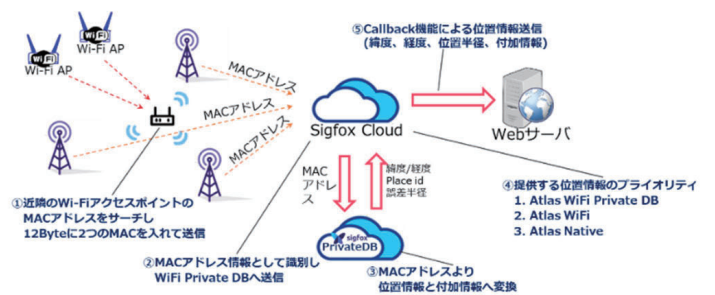 ⑤Callback機能による位置情報送信
(緯度、経度、位置半径、付加情報)
Wi-Fi AP
Wi-Fi AP
MACアドレス
MACアドレス
MACアドレス
Sigfox Cloud
Webサーバ
MAC
アドレス
緯度/経度
Place id
誤差半径
①近隣のWi-Fiアクセスポイントの
MACアドレスをサーチし
12Byteに2つのMACを入れて送信
④提供する位置情報のプライオリティ
1. Atlas WiFi Private DB
2. Atlas WiFi
3. Atlas Native
sigfox
PrivateDB
②MACアドレス情報として識別し
WiFi Private DBへ送信
③MACアドレスより
位置情報と付加情報へ変換